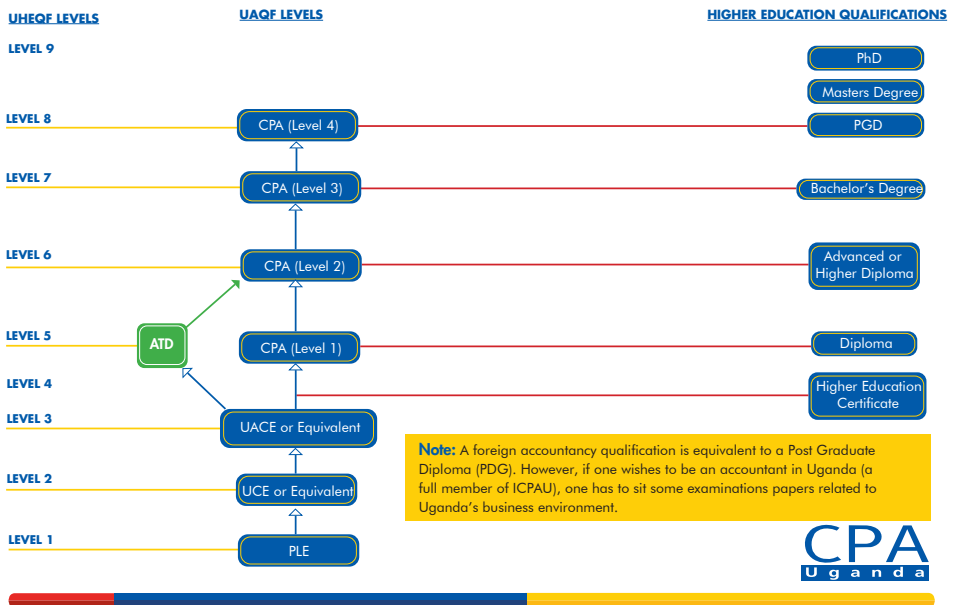 UHEQF LEVELS
UAQF LEVELS
HIGHER EDUCATION QUALIFICATIONS
LEVEL 9
PhD
Masters Degree
LEVEL 8
CPA (Level 4)
PGD
LEVEL 7
CPA (Level 3)
Bachelor's Degree
LEVEL 6
CPA (Level 2)
Advanced or
Higher Diploma
LEVEL 5
ATD
CPA (Level 1)
Diploma
LEVEL 4
Higher Education
Certificate
LEVEL 3
UACE or Equivalent
Note: A foreign accountancy qualification is equivalent to a Post Graduate
Diploma (PDG). However, if one wishes to be an accountant in Uganda (a
full member of ICPAU), one has to sit some examinations papers related to
Uganda's business environment.
LEVEL 2
UCE or Equivalent
LEVEL 1
PLE
CPA
Uganda